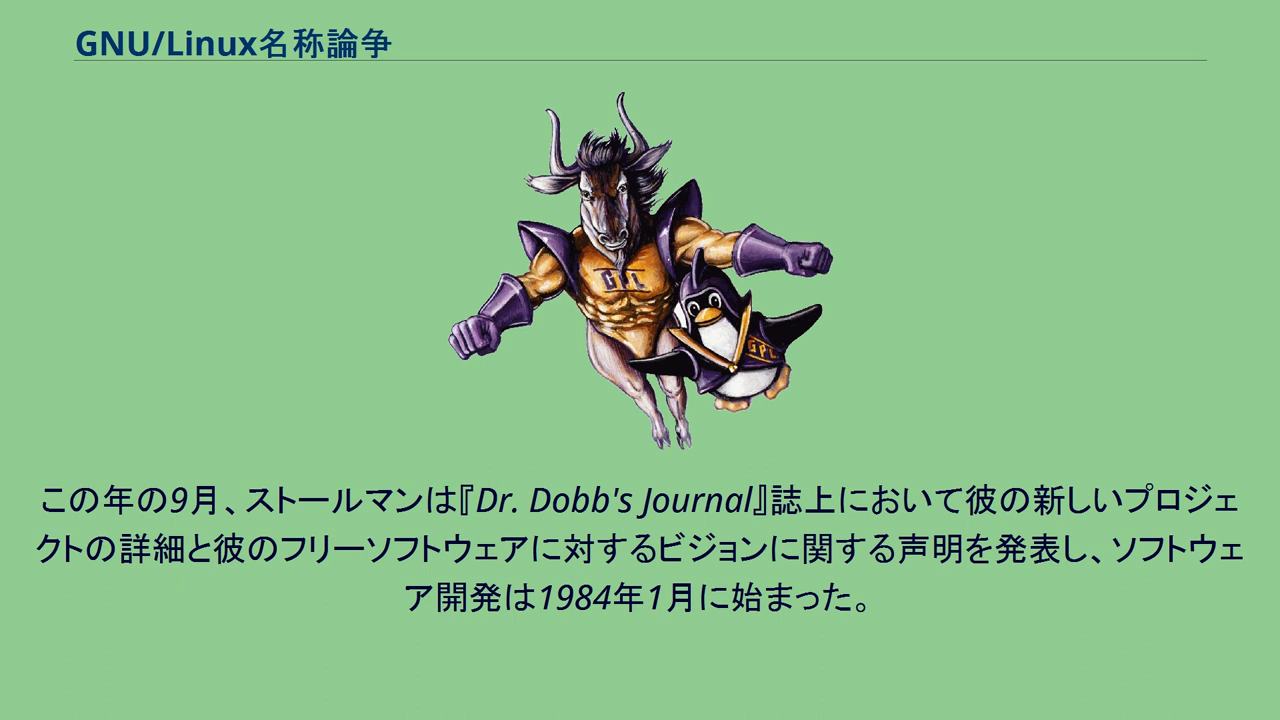 GNU/Linux名称論争
GPL
GPL
この年の9月、ストールマンは『Dr. Dobb's Journal』誌上において彼の新しいプロジェ
クトの詳細と彼のフリーソフトウェアに対するビジョンに関する声明を発表し、ソフトウェ
ア開発は1984年1月に始まった。